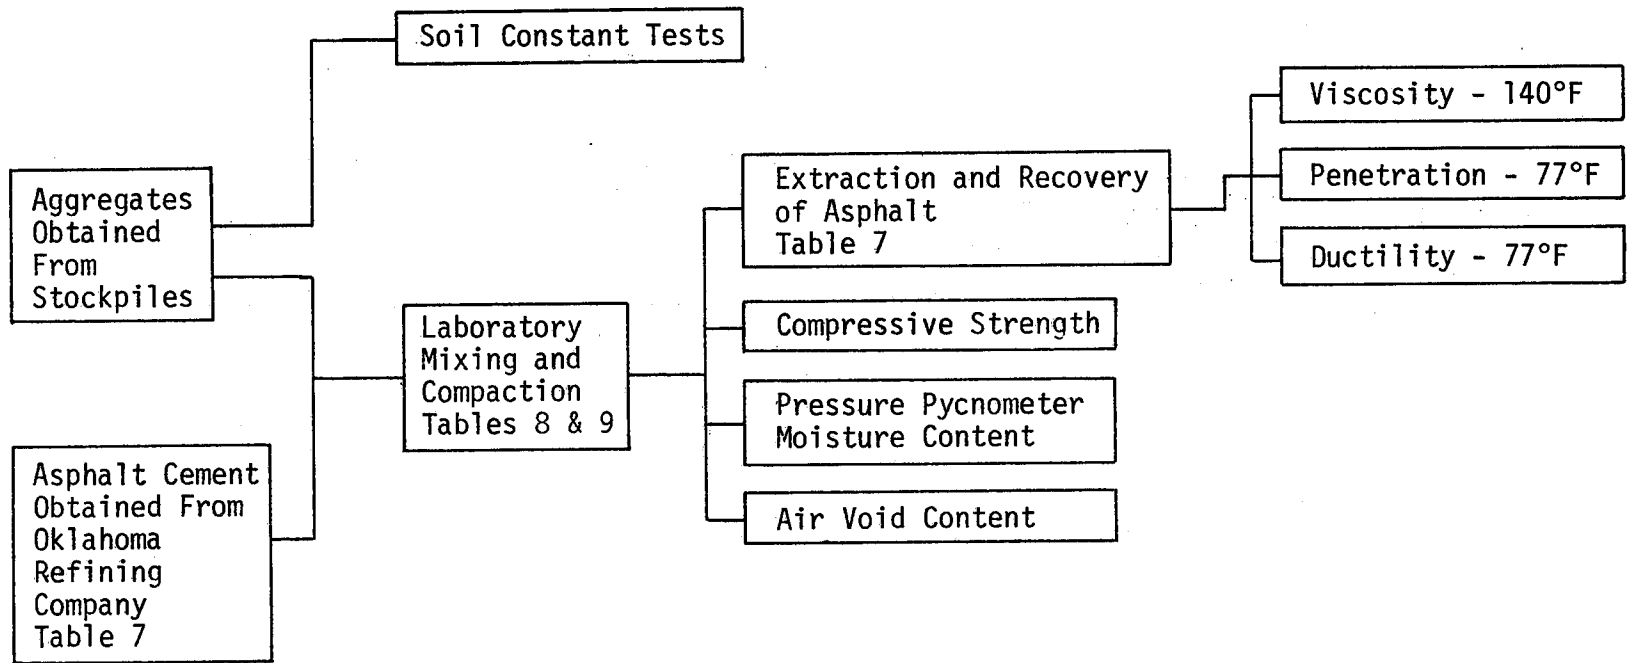 Soil Constant Tests
Aggregates
Obtained
From
Stockpiles
Asphalt Cement
Obtained From
Oklahoma
Refining
Company
Table 7
Laboratory
Mixing and
Compaction
Tables 8 & 9
Extraction and Recovery
of Asphalt
Table 7
Compressive Strength
Pressure Pycnometer
Moisture Content
Air Void Content
Viscosity - 140°F
Penetration - 77°F
Ductility - 77°F